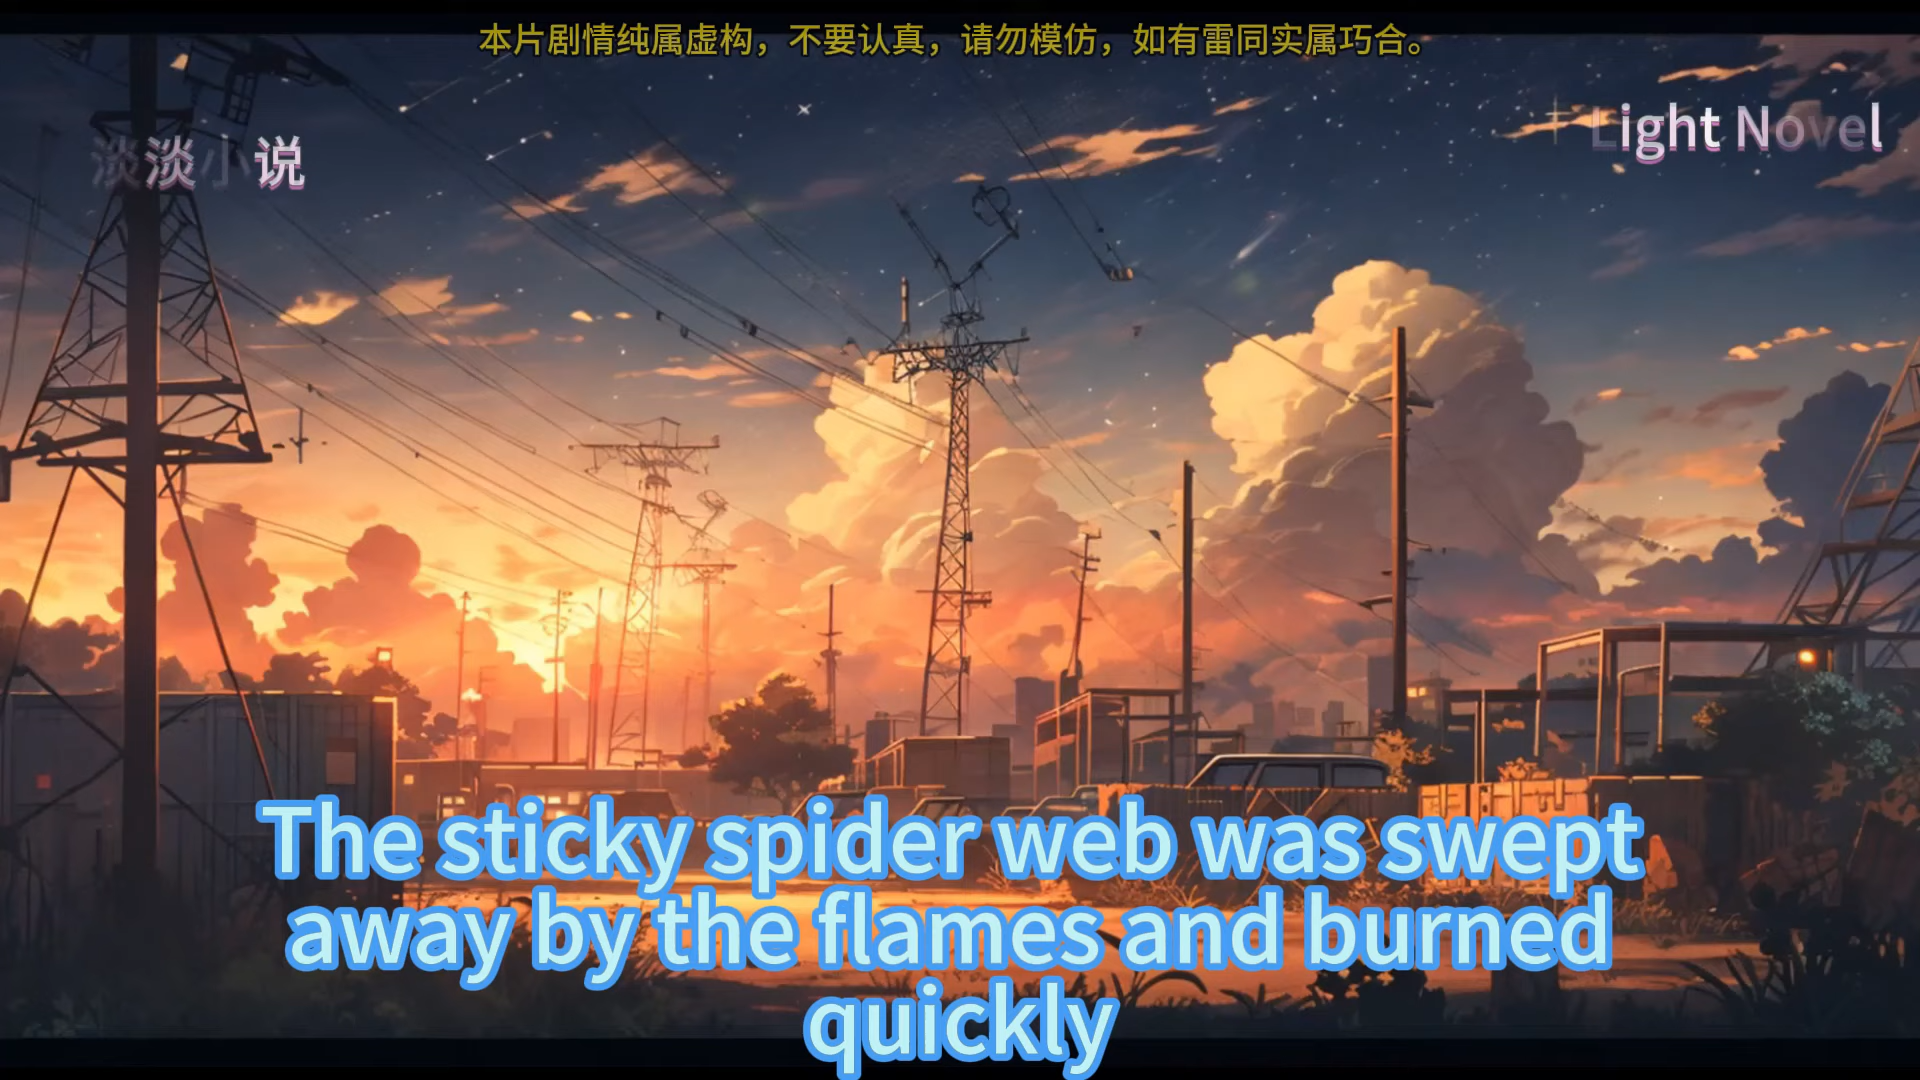 本片剧情纯属虚构，不要认真，请勿模仿，如有雷同实属巧合。
淡淡小说
Light Novel
The sticky spider web was swept
away by the flames and burned
quickly